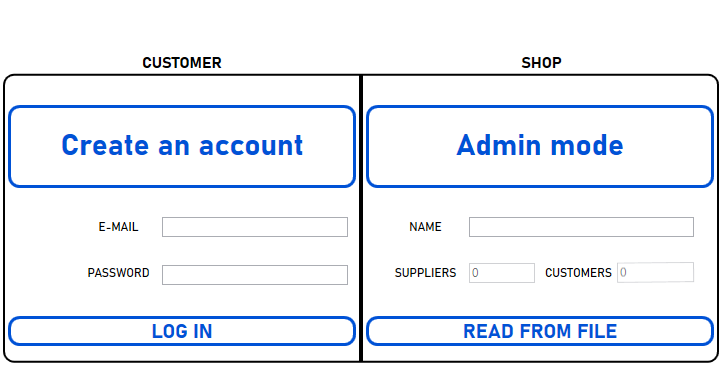 CUSTOMER
SHOP
Create an account
Admin mode
E-MAIL
NAME
PASSWORD
SUPPLIERS 0 CUSTOMERS 0
LOG IN
READ FROM FILE